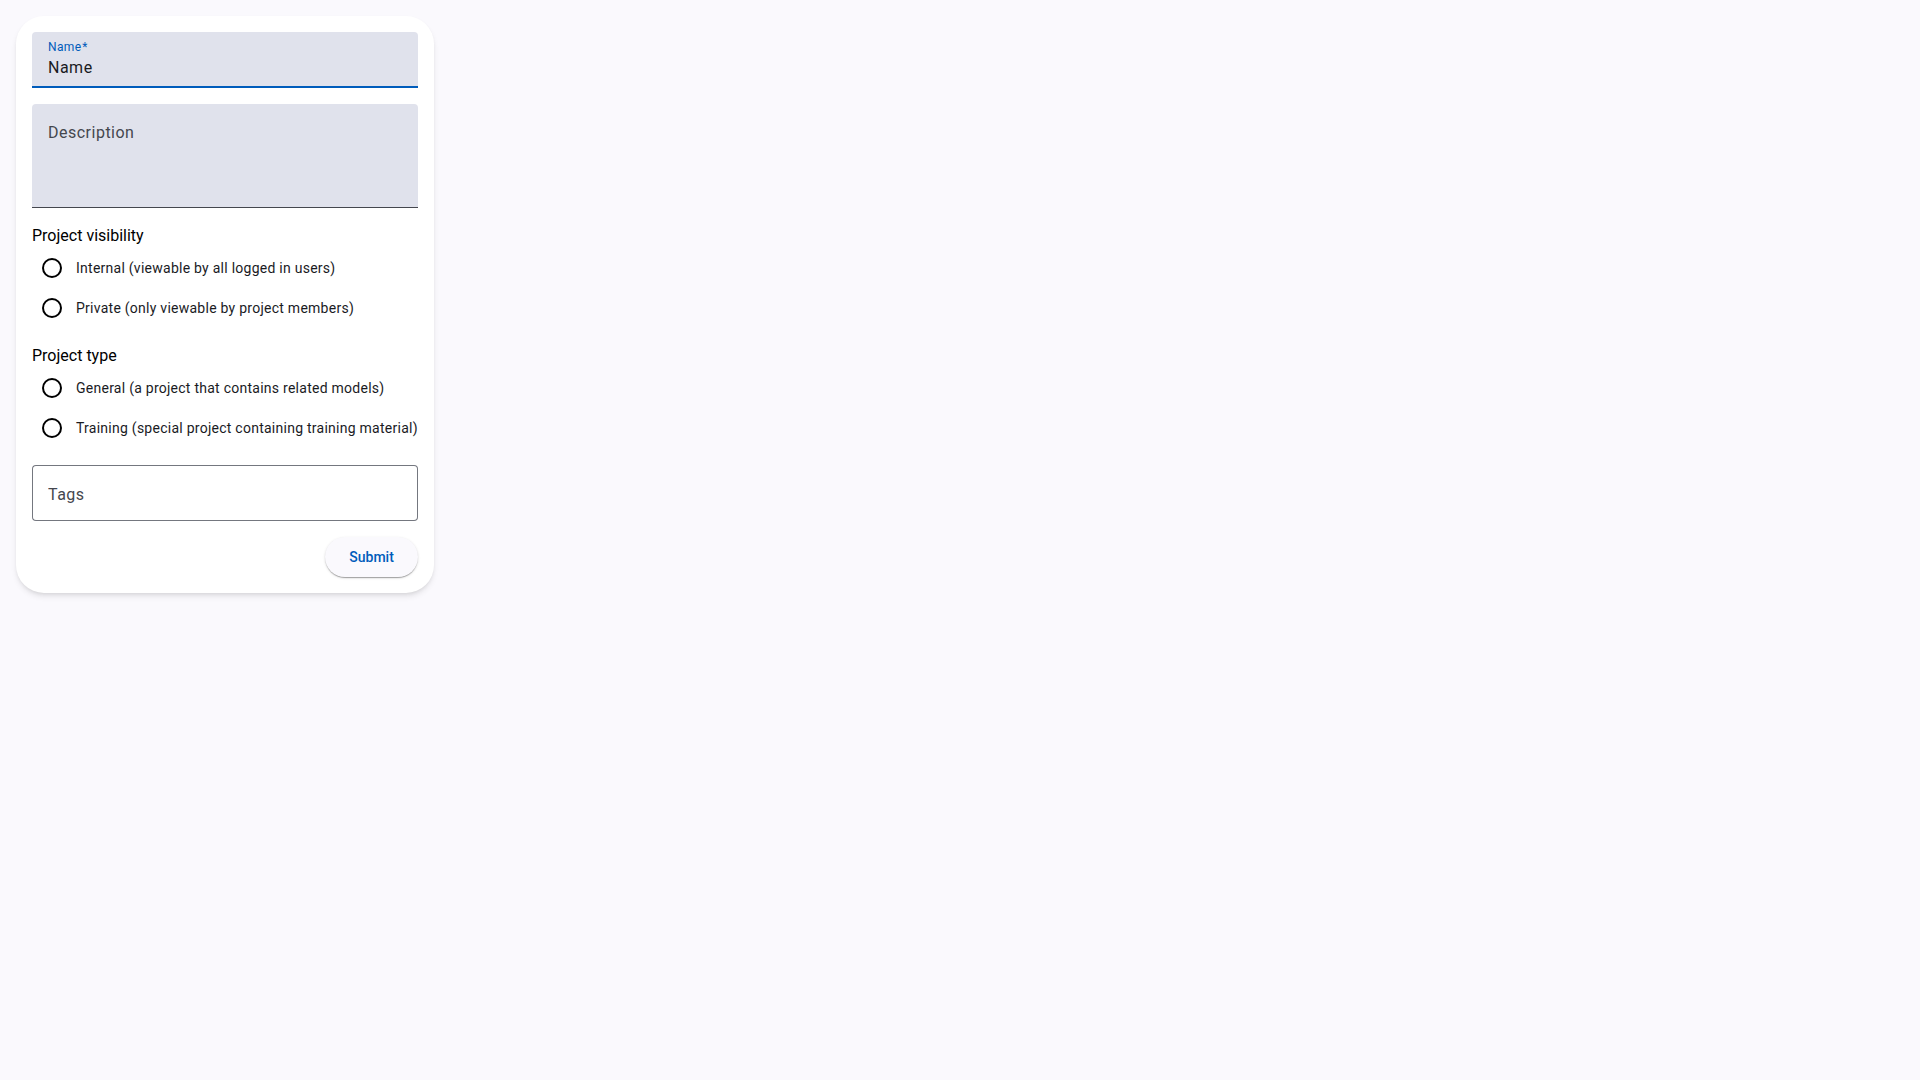 Name*
Name
Description
Project visibility
Internal (viewable by all logged in users)
Private (only viewable by project members)
Project type
General (a project that contains related models)
Training (special project containing training material)
Tags
Submit